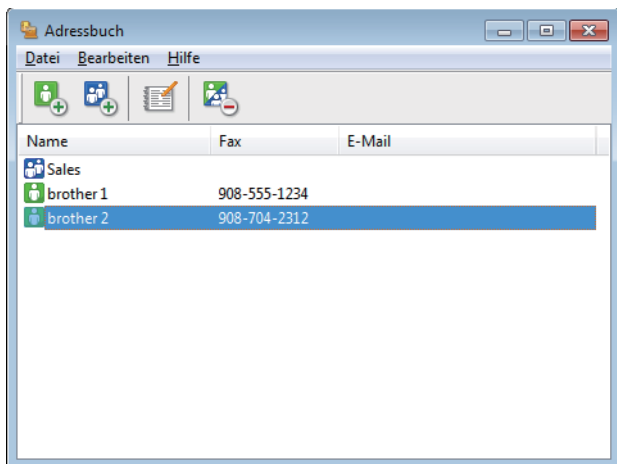 Adressbuch
Datei Bearbeiten Hilfe
Name Fax E-Mail
Sales
brother 1 908-555-1234
brother 2 908-704-2312